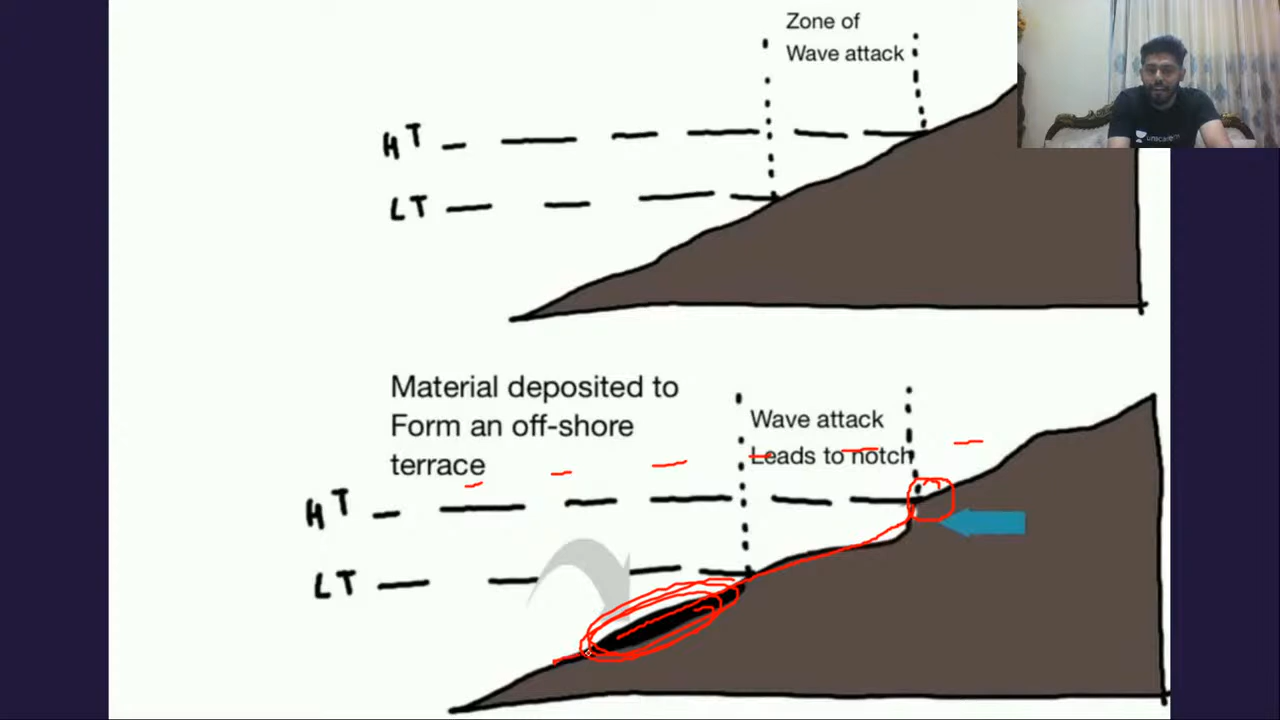 Zone of
Wave attack
HT
LT
Material deposited to
Form an off-shore
terrace
Wave attack
Leads to notch
HT
LT